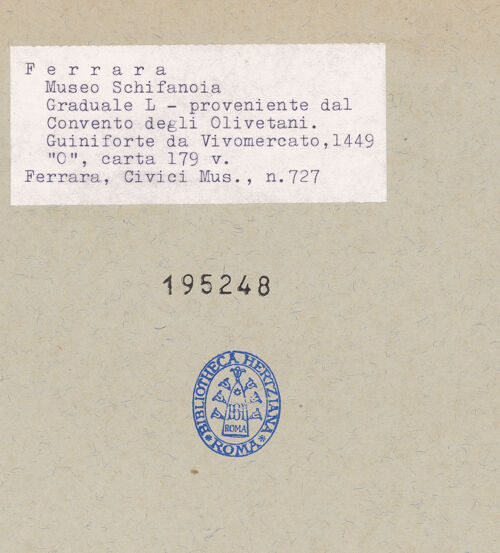 F e r r a r a
Museo Schifanoia
Graduale L - proveniente dal
Convento degli Olivetani.
Guiniforte da Vivomercato,1449
"O", carta 179 v.
Ferrara, Civici Mus., n.727
195248
*BIBLIOTHECA HERTZIANA*
ROMA
ROMA